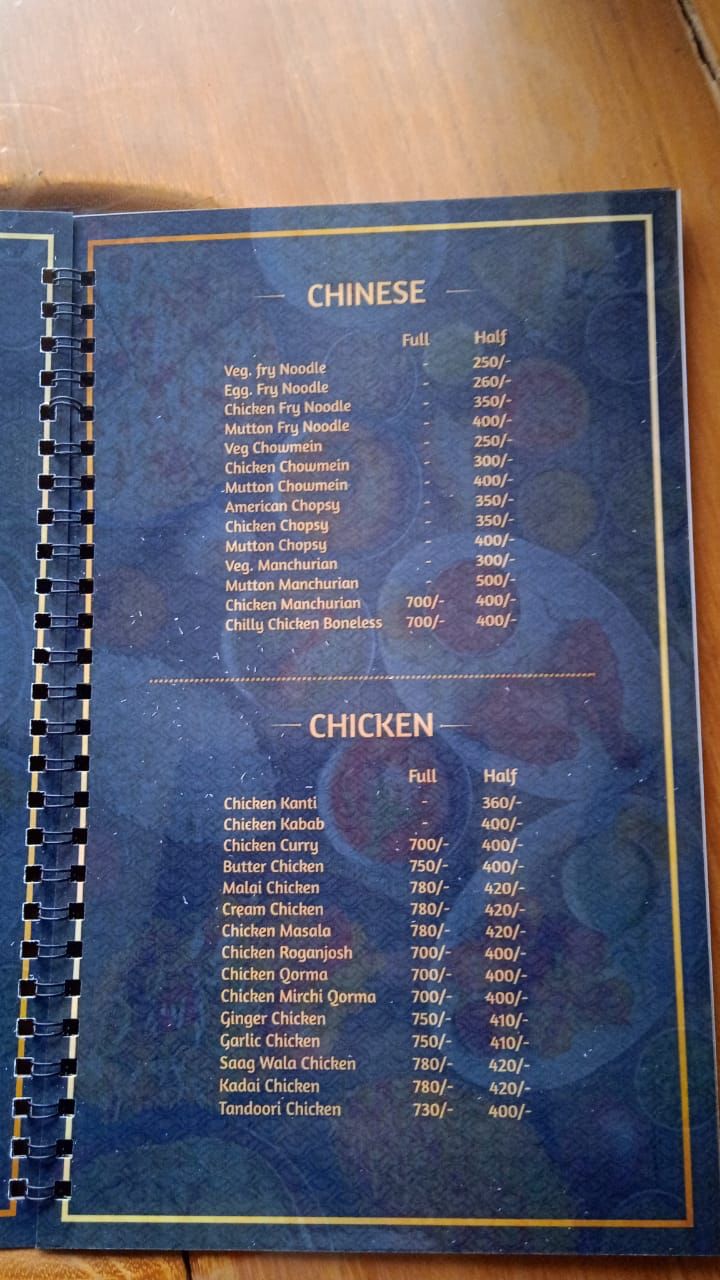 CHINESE
Full Half
Veg. fry Noodle - 250/-
Egg. Fry Noodle - 260/-
Chicken Fry Noodle - 350/-
Mutton Fry Noodle - 400/-
Veg Chowmein - 250/-
Chicken Chowmein - 300/-
Mutton Chowmein - 400/-
American Chopsy - 350/-
Chicken Chopsy - 350/-
Mutton Chopsy - 400/-
Veg. Manchurian - 300/-
Mutton Manchurian - 500/-
Chicken Manchurian 700/- 400/-
Chilly Chicken Boneless 700/- 400/-
CHICKEN
Full Half
Chicken Kanti - 360/-
Chicken Kabab - 400/-
Chicken Curry 700/- 400/-
Butter Chicken 750/- 400/-
Malai Chicken 780/- 420/-
Cream Chicken 780/- 420/-
Chicken Masala 780/- 420/-
Chicken Roganjosh 700/- 400/-
Chicken Qorma 700/- 400/-
Chicken Mirchi Qorma 700/- 400/-
Ginger Chicken 750/- 410/-
Garlic Chicken 750/- 410/-
Saag Wala Chicken 780/- 420/-
Kadai Chicken 780/- 420/-
Tandoori Chicken 730/- 400/-